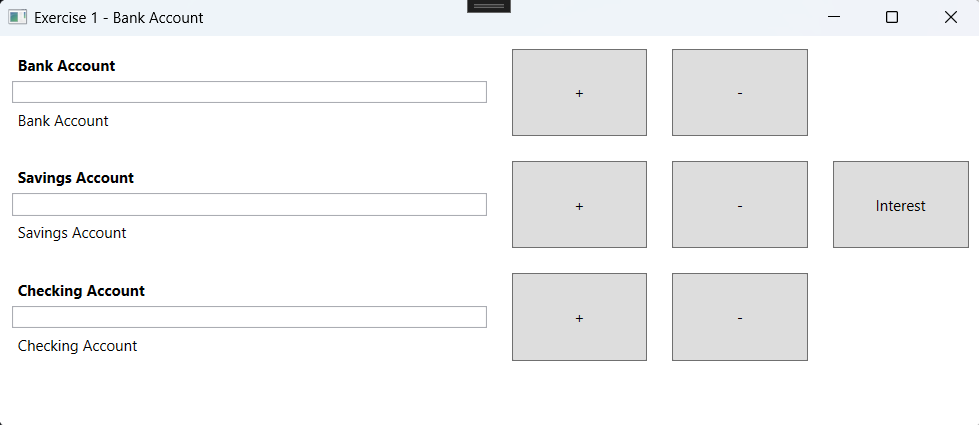 Exercise 1 - Bank Account
Bank Account
+ -
Bank Account
Savings Account
+ - Interest
Savings Account
Checking Account
+ -
Checking Account